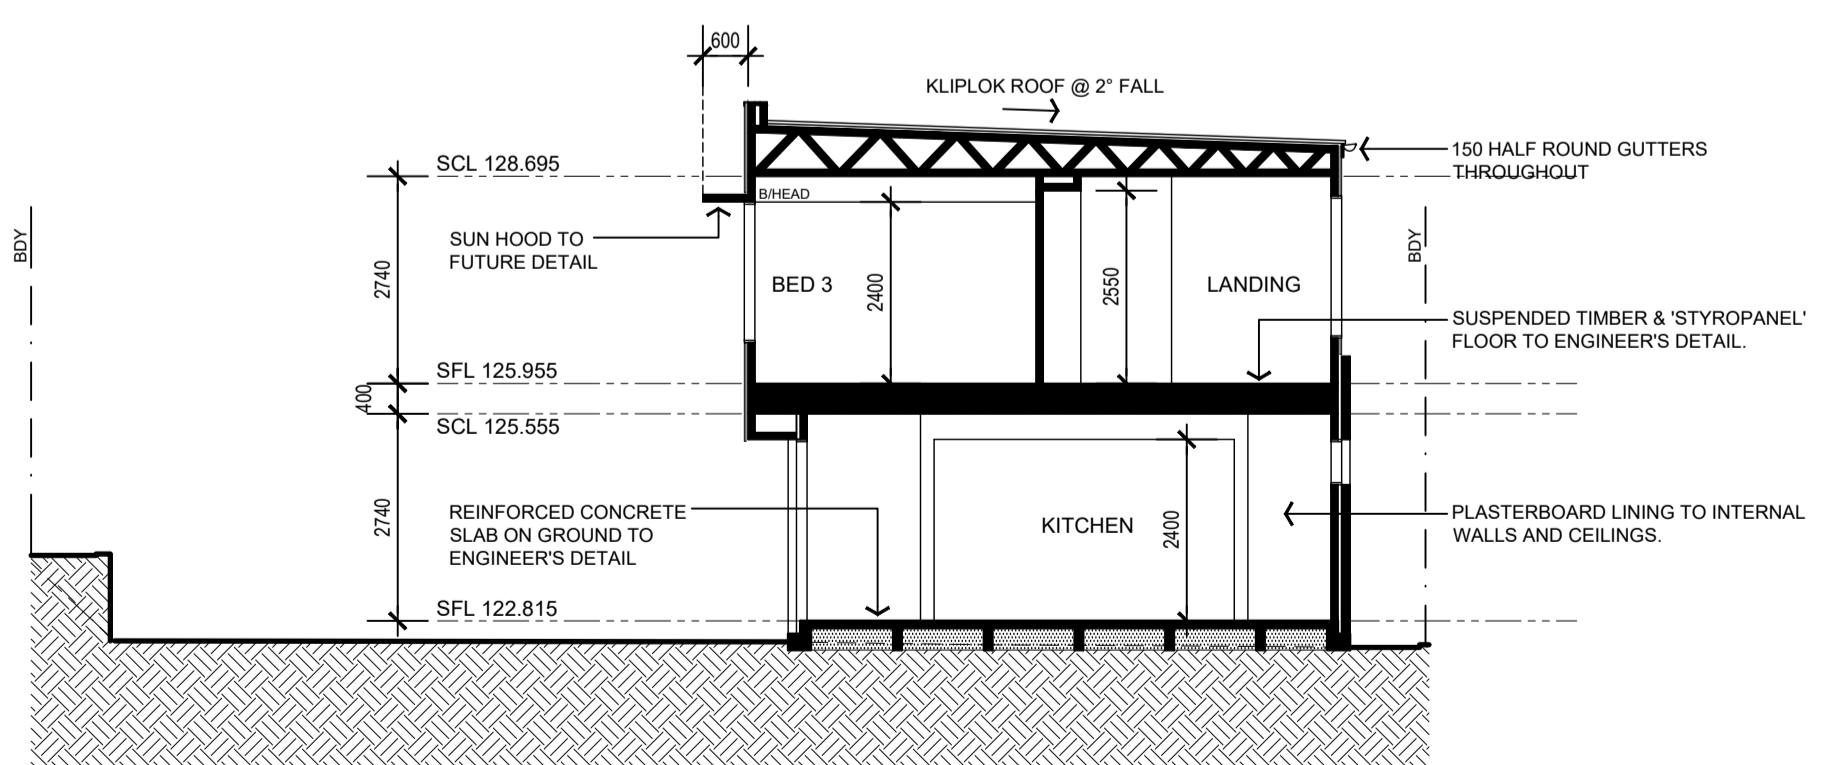 600
KLIPLOK ROOF @ 2° FALL
SCL 128.695
150 HALF ROUND GUTTERS
THROUGHOUT
B/HEAD
BDY
SUN HOOD TO
FUTURE DETAIL
2740
BED 3
2400
2550
LANDING
BDY
SUSPENDED TIMBER & 'STYROPANEL'
FLOOR TO ENGINEER'S DETAIL.
SFL 125.955
400
SCL 125.555
2740
REINFORCED CONCRETE
SLAB ON GROUND TO
ENGINEER'S DETAIL
KITCHEN
2400
PLASTERBOARD LINING TO INTERNAL
WALLS AND CEILINGS.
SFL 122.815